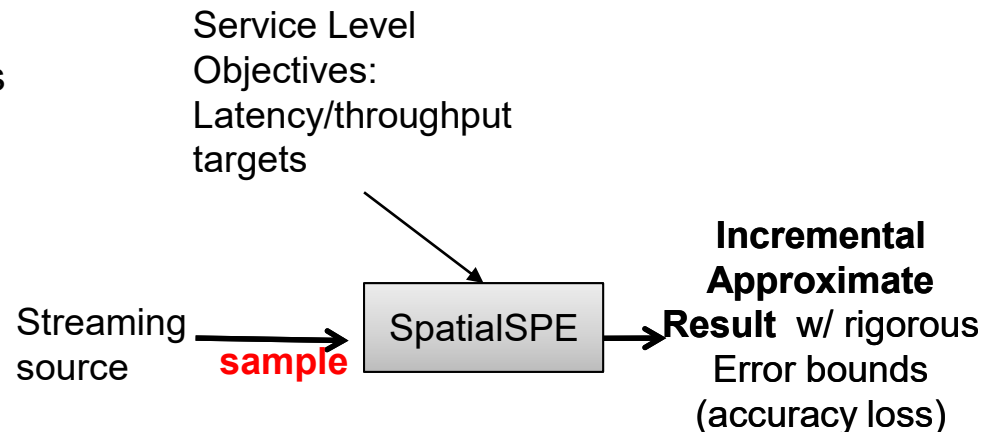 Service Level
Objectives:
Latency/throughput
targets
s
Streaming
source
sample
SpatialSPE
Incremental
Approximate
Result w/ rigorous
Error bounds
(accuracy loss)